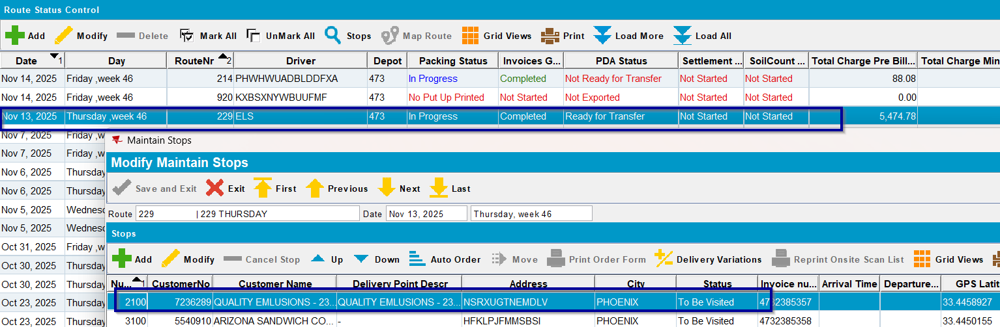 Route Status Control
Add Modify Delete Mark All UnMark All Stops Map Route Grid Views Print Load More Load All
Date 1 Day RouteNr 2 Driver Depot Packing Status Invoices G... PDA Status Settlement ... SoilCount ... Total Charge Pre Bill... Total Charge Min
Nov 14, 2025 Friday ,week 46 214 PHWHWUADBLDDFXA 473 In Progress Completed Not Ready for Transfer Not Started Not Started 88.08
Nov 14, 2025 Friday ,week 46 920 KXBSXNYWBUUFMF 473 No Put Up Printed Not Started Not Exported Not Started Not Started 0.00
Nov 13, 2025 Thursday ,week 46 229 ELS 473 In Progress Completed Ready for Transfer Not Started Not Started 5,474.78
Nov 7, 2025 Friday ,w
Maintain Stops
Nov 7, 2025 Friday ,w
Modify Maintain Stops
Nov 6, 2025 Thursday
Nov 6, 2025 Thursday
Save and Exit Exit First Previous Next Last
Nov 5, 2025 Wednesd
Route 229 | 229 THURSDAY Date Nov 13, 2025 Thursday, week 46
Nov 5, 2025 Wednesd
Stops
Oct 31, 2025 Friday ,w
Oct 30, 2025 Thursday
Add Modify Cancel Stop Up Down Auto Order Move Print Order Form Delivery Variations Reprint Onsite Scan List Grid Views
Oct 30, 2025 Thursday
Nu... 1 CustomerNo Customer Name Delivery Point Descr Address City Status Invoice nu... Arrival Time Departure... GPS Latit
Oct 23, 2025 Thursday
2100 7236289 QUALITY EMLUSIONS - 23... QUALITY EMLUSIONS - 23... NSRXUGTNEMDLV PHOENIX To Be Visited 4732385357 33.4458927
Oct 23, 2025 Thursday
3100 5540910 ARIZONA SANDWICH CO... - HFKLPJFMMSBSI PHOENIX To Be Visited 4732385358 33.4450155